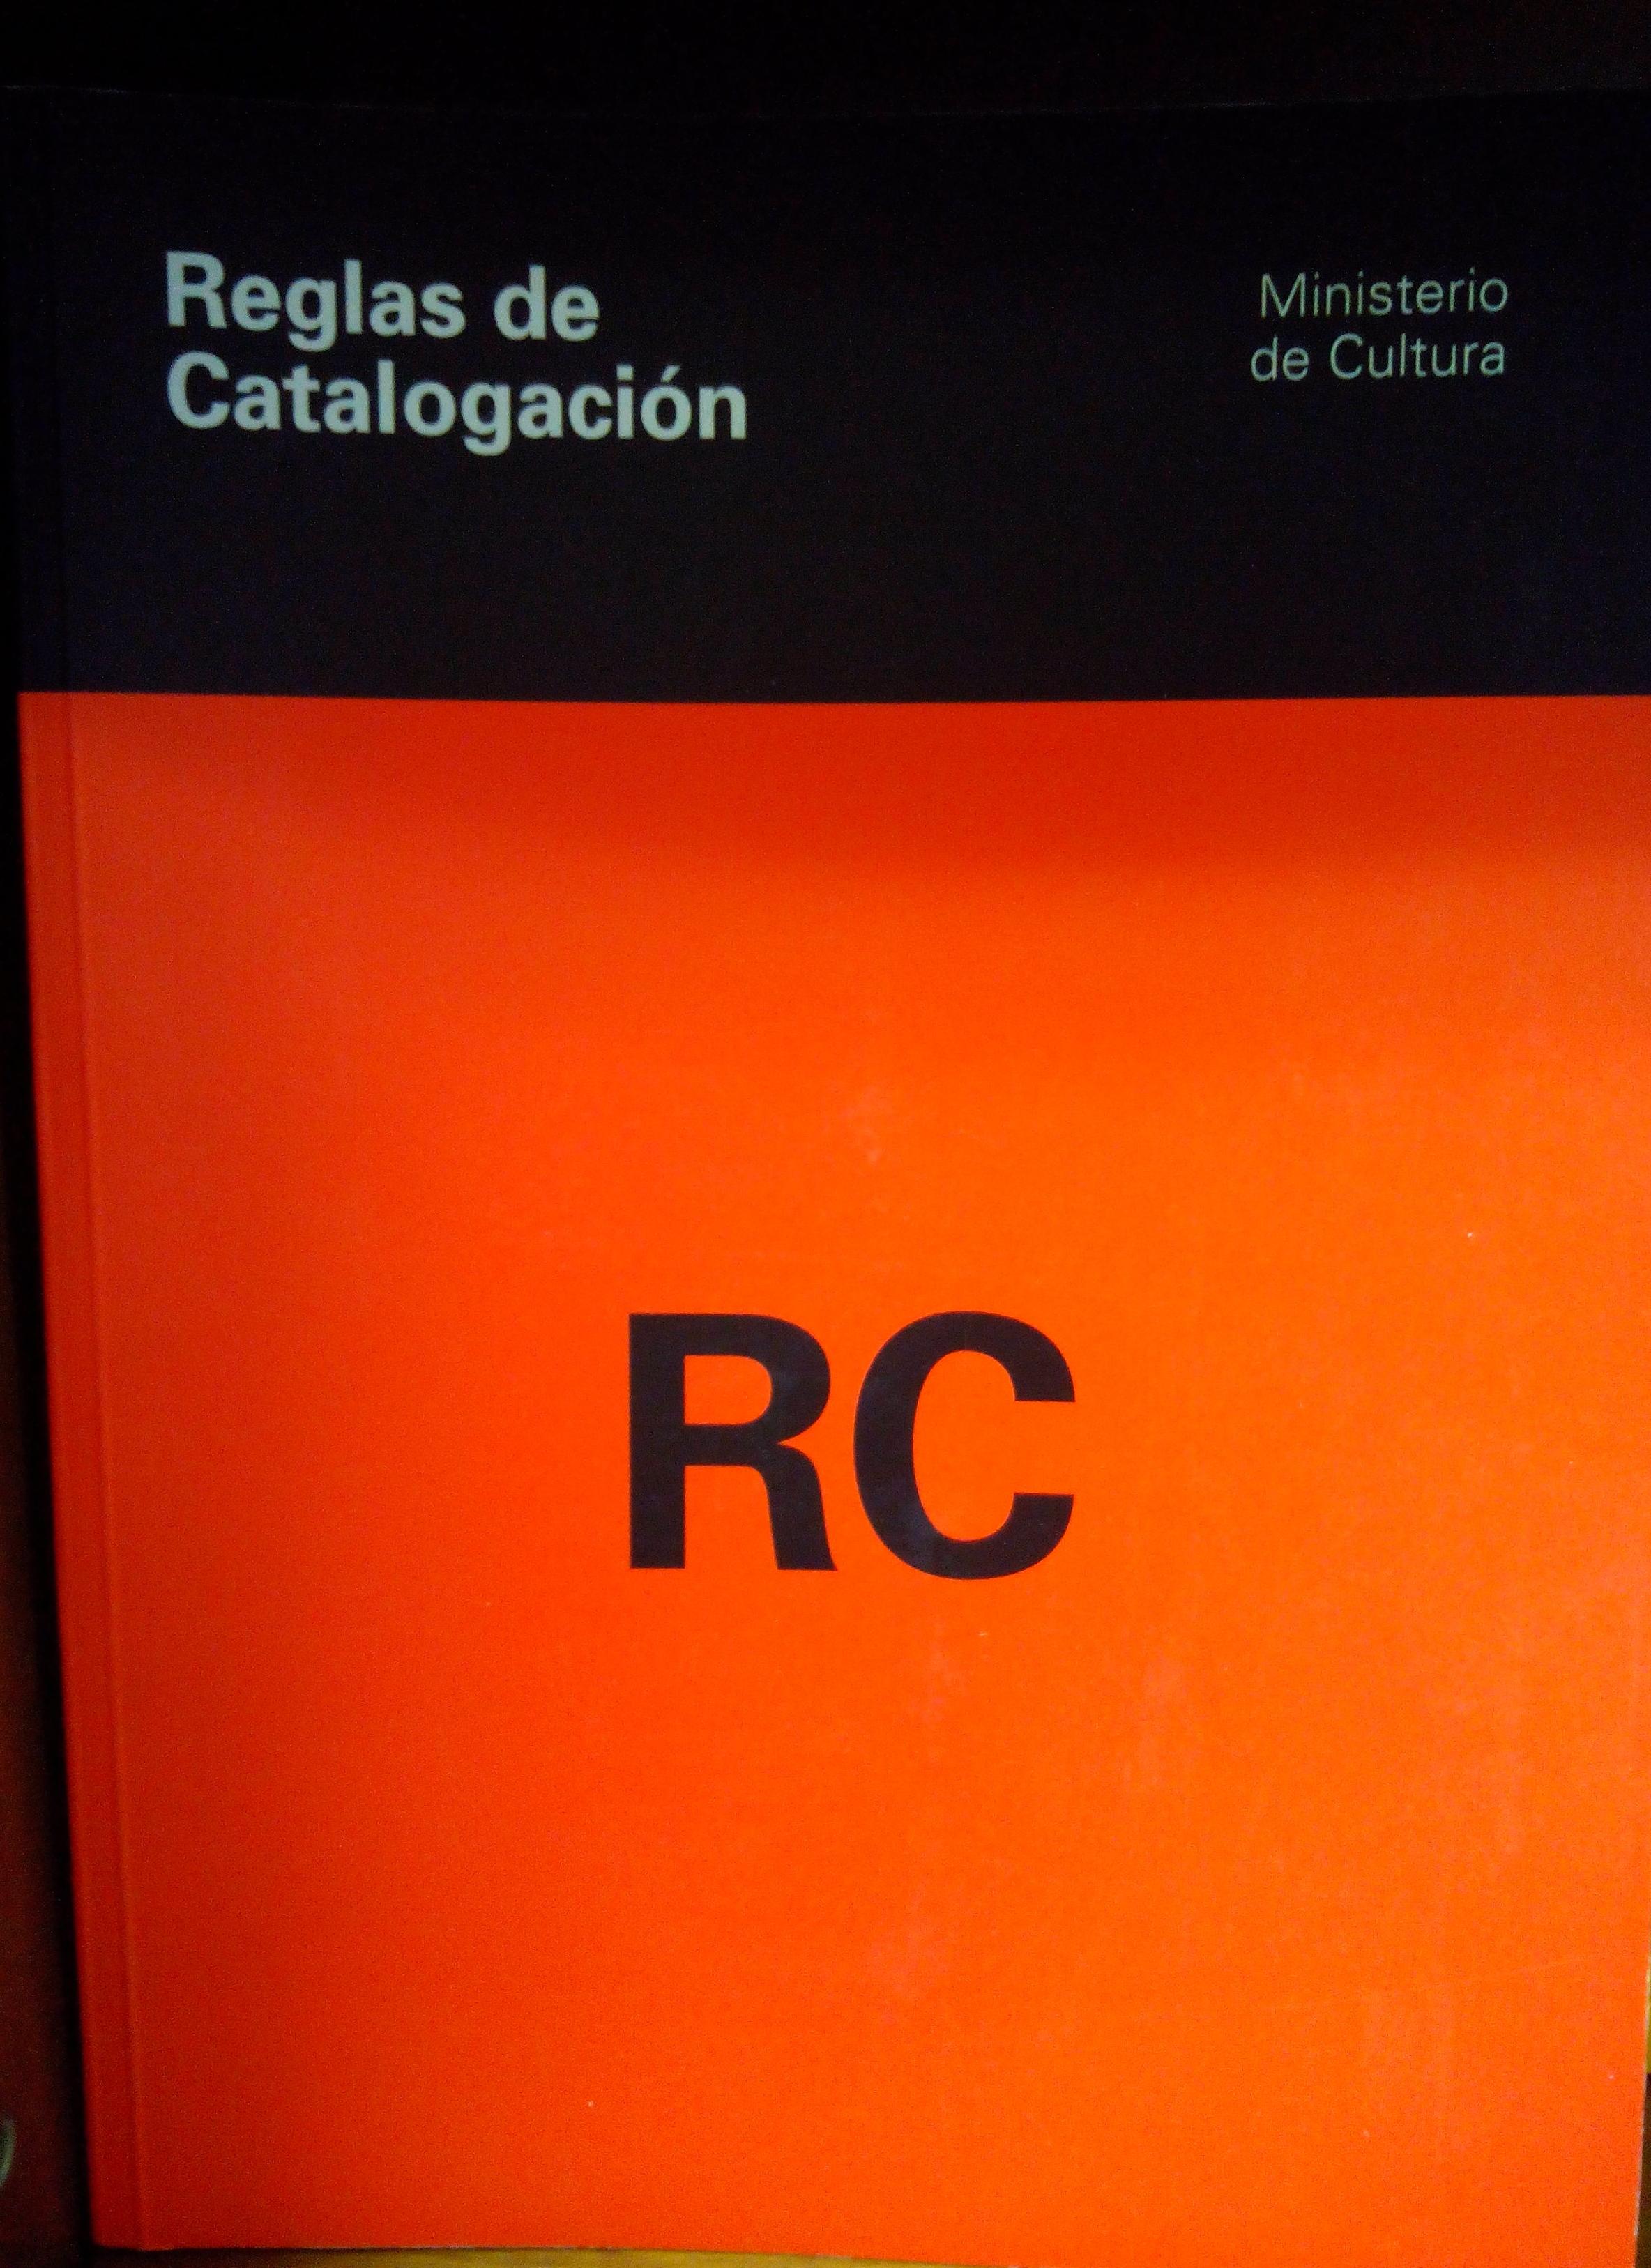 Reglas de
Catalogación
Ministerio
de Cultura
RC